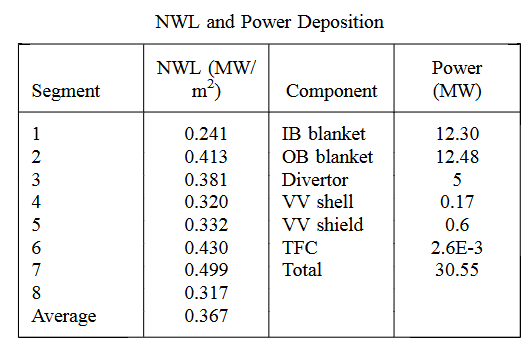 NWL and Power Deposition
Segment NWL (MW/m²) Component Power (MW)
1 0.241 IB blanket 12.30
2 0.413 OB blanket 12.48
3 0.381 Divertor 5
4 0.320 VV shell 0.17
5 0.332 VV shield 0.6
6 0.430 TFC 2.6E-3
7 0.499 Total 30.55
8 0.317
Average 0.367